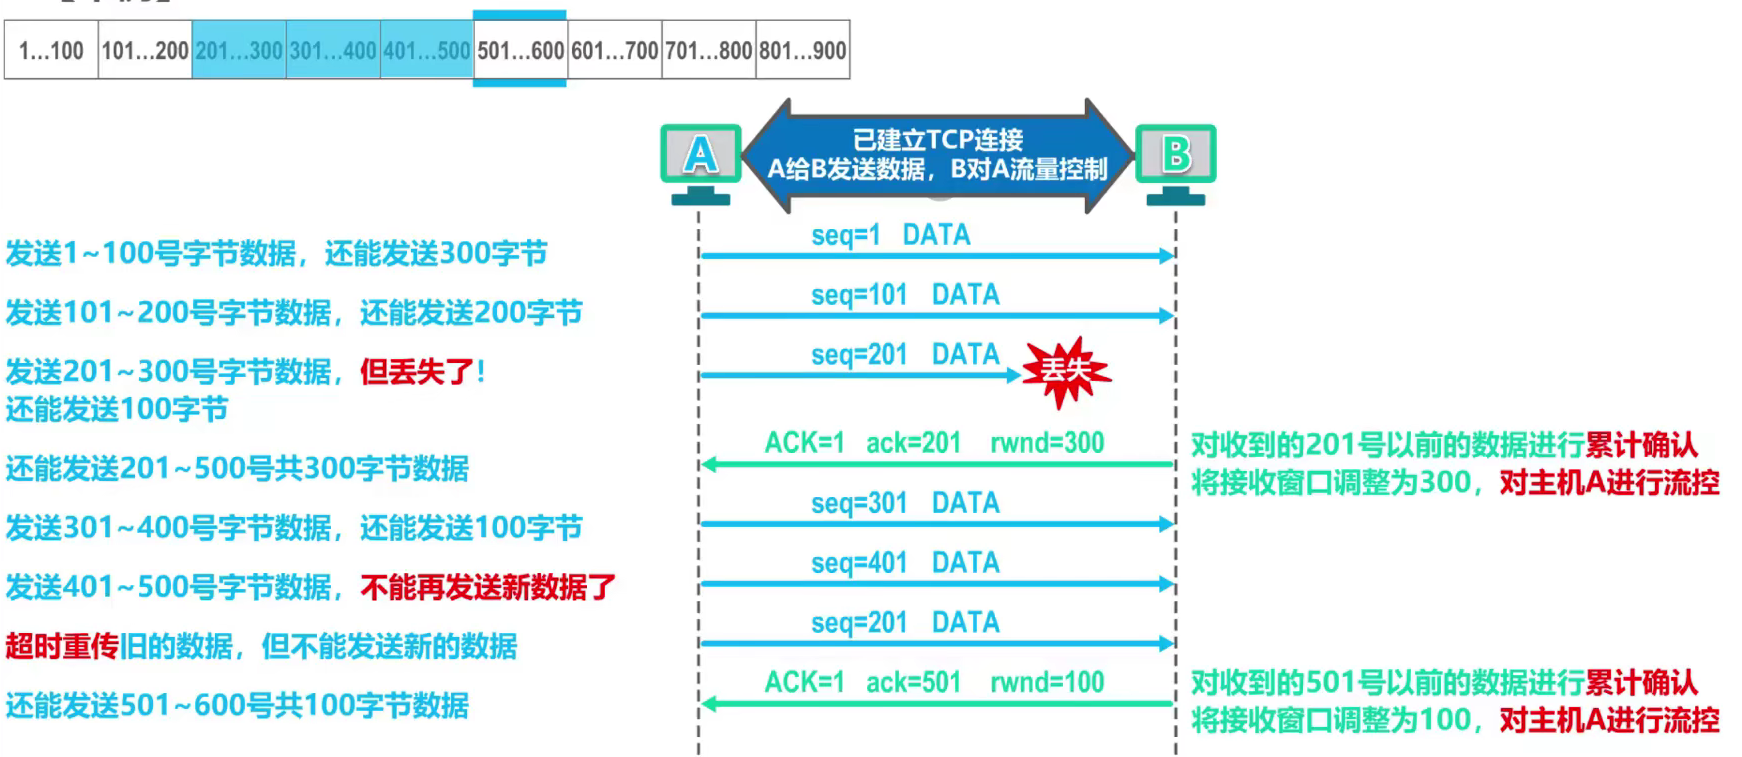 1...100 101...200 201...300 301...400 401...500 501...600 601...700 701...800 801...900
A
已建立TCP连接
A给B发送数据，B对A流量控制
B
发送1~100号字节数据，还能发送300字节
seq=1 DATA
发送101~200号字节数据，还能发送200字节
seq=101 DATA
发送201~300号字节数据，但丢失了！
还能发送100字节
seq=201 DATA
丢失
还能发送201~500号共300字节数据
ACK=1 ack=201 rwnd=300
对收到的201号以前的数据进行累计确认
将接收窗口调整为300，对主机A进行流控
发送301~400号字节数据，还能发送100字节
seq=301 DATA
发送401~500号字节数据，不能再发送新数据了
seq=401 DATA
超时重传旧的数据，但不能发送新的数据
seq=201 DATA
还能发送501~600号共100字节数据
ACK=1 ack=501 rwnd=100
对收到的501号以前的数据进行累计确认
将接收窗口调整为100，对主机A进行流控